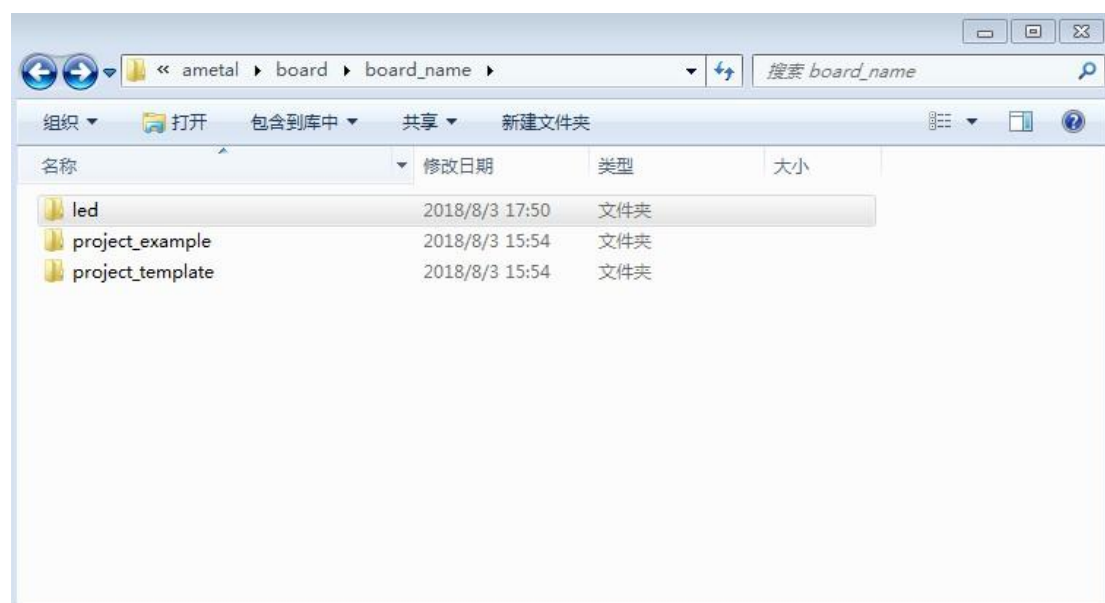 « ametal ▸ board ▸ board_name ▸ 搜索 board_name
组织 ▼ 打开 包含到库中 ▼ 共享 ▼ 新建文件夹
名称 修改日期 类型 大小
led 2018/8/3 17:50 文件夹
project_example 2018/8/3 15:54 文件夹
project_template 2018/8/3 15:54 文件夹